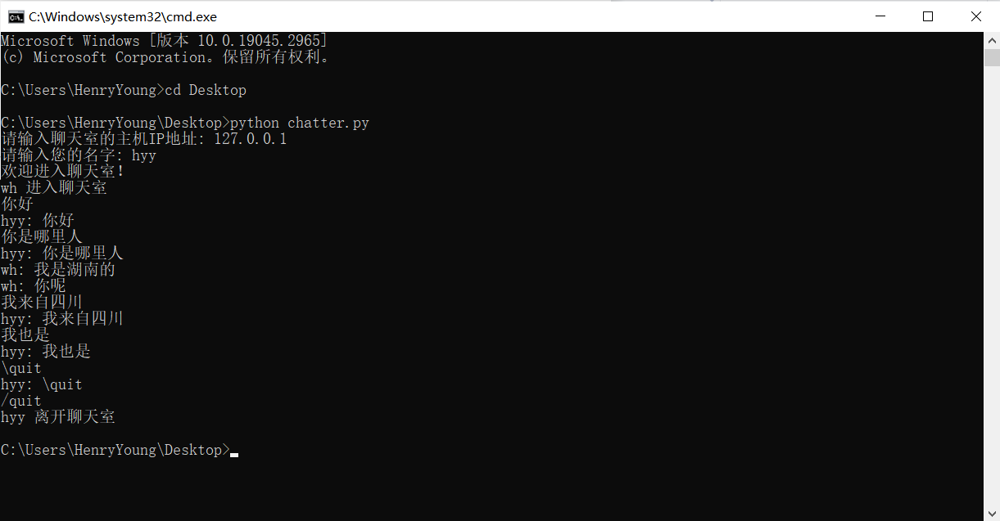 C:\Windows\system32\cmd.exe
Microsoft Windows [版本 10.0.19045.2965]
(c) Microsoft Corporation。保留所有权利。
C:\Users\HenryYoung>cd Desktop
C:\Users\HenryYoung\Desktop>python chatter.py
请输入聊天室的主机IP地址: 127.0.0.1
请输入您的名字: hyy
欢迎进入聊天室!
wh 进入聊天室
你好
hyy: 你好
你是哪里人
hyy: 你是哪里人
wh: 我是湖南的
wh: 你呢
我来自四川
hyy: 我来自四川
我也是
hyy: 我也是
\quit
hyy: \quit
/quit
hyy 离开聊天室
C:\Users\HenryYoung\Desktop>